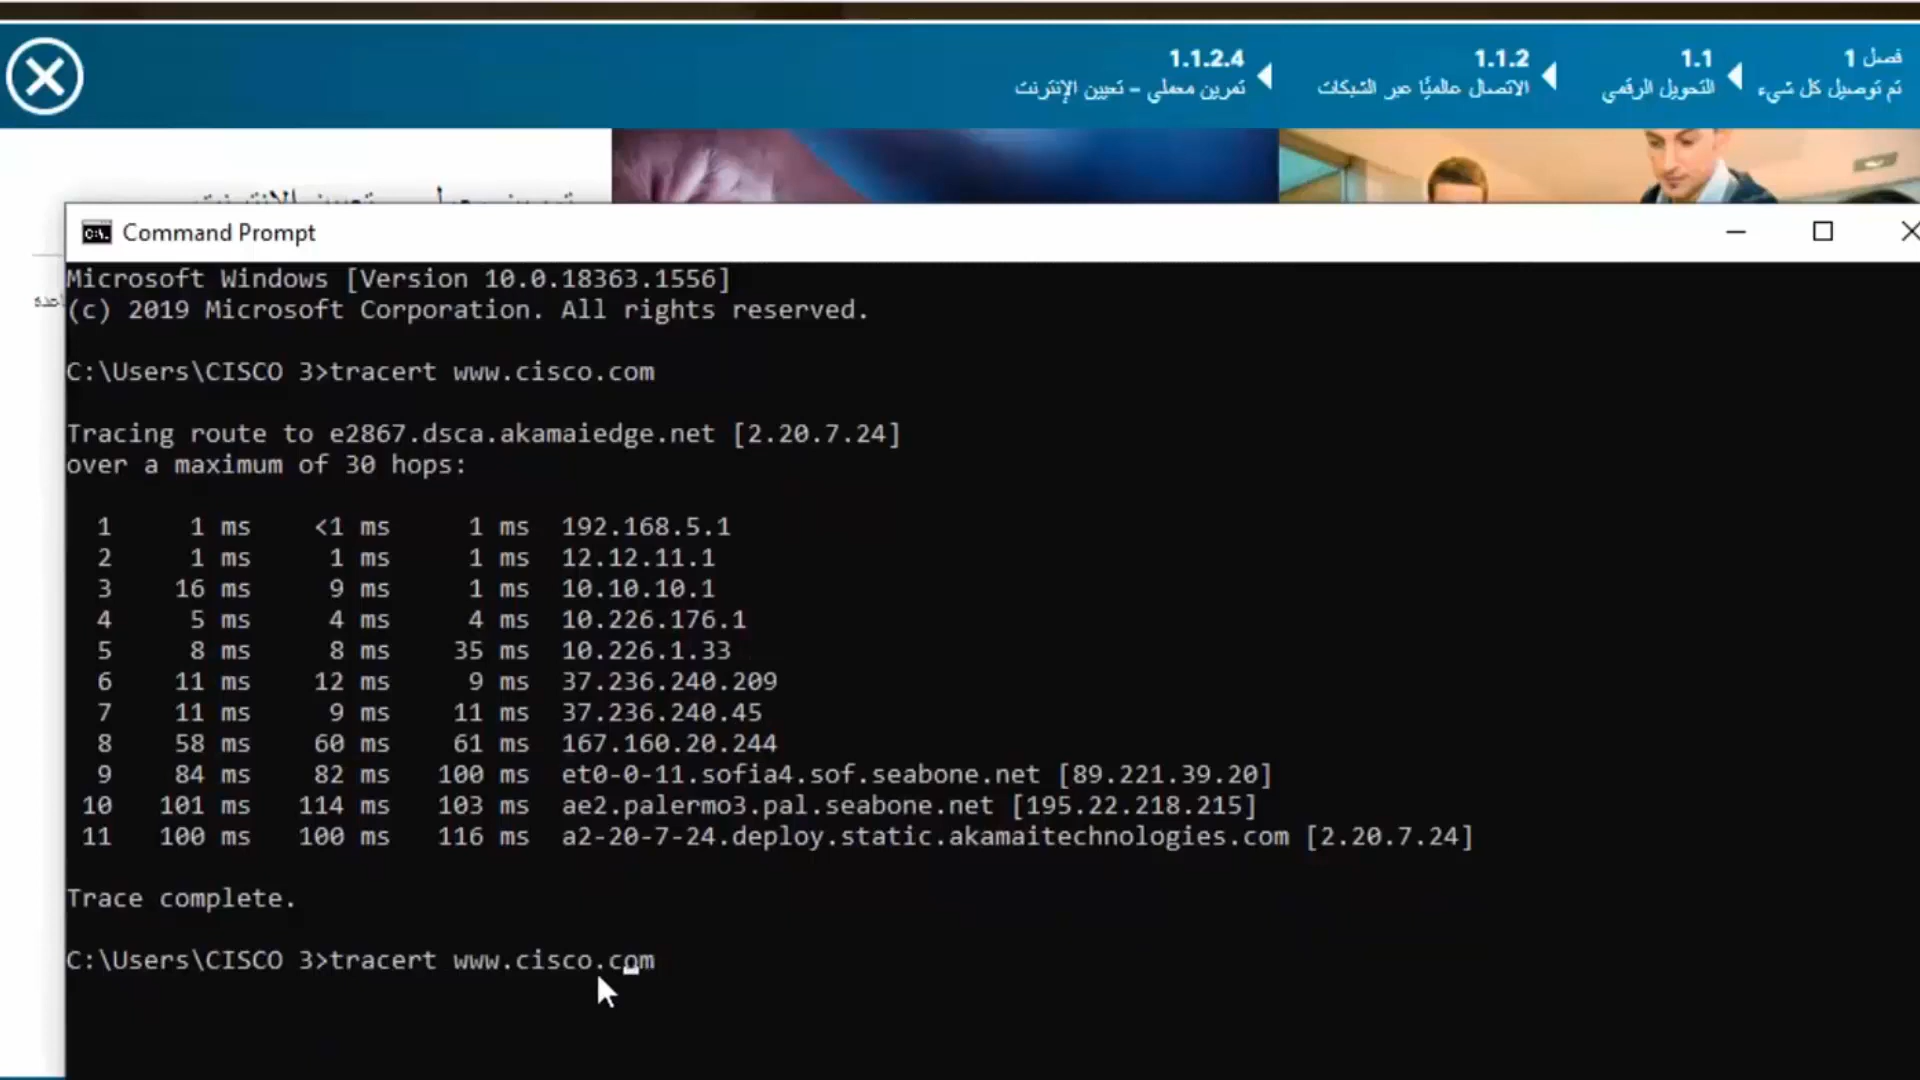 فصل 1
تم توصيل كل شيء
1.1
التحويل الرقمي
1.1.2
الاتصال عالميًا عبر الشبكات
1.1.2.4
تمرين معملي – تعيين الإنترنت
Command Prompt
Microsoft Windows [Version 10.0.18363.1556]
(c) 2019 Microsoft Corporation. All rights reserved.
C:\Users\CISCO 3>tracert www.cisco.com
Tracing route to e2867.dsca.akamaiedge.net [2.20.7.24]
over a maximum of 30 hops:
1 1 ms <1 ms 1 ms 192.168.5.1
2 1 ms 1 ms 1 ms 12.12.11.1
3 16 ms 9 ms 1 ms 10.10.10.1
4 5 ms 4 ms 4 ms 10.226.176.1
5 8 ms 8 ms 35 ms 10.226.1.33
6 11 ms 12 ms 9 ms 37.236.240.209
7 11 ms 9 ms 11 ms 37.236.240.45
8 58 ms 60 ms 61 ms 167.160.20.244
9 84 ms 82 ms 100 ms et0-0-11.sofia4.sof.seabone.net [89.221.39.20]
10 101 ms 114 ms 103 ms ae2.palermo3.pal.seabone.net [195.22.218.215]
11 100 ms 100 ms 116 ms a2-20-7-24.deploy.static.akamaitechnologies.com [2.20.7.24]
Trace complete.
C:\Users\CISCO 3>tracert www.cisco.com